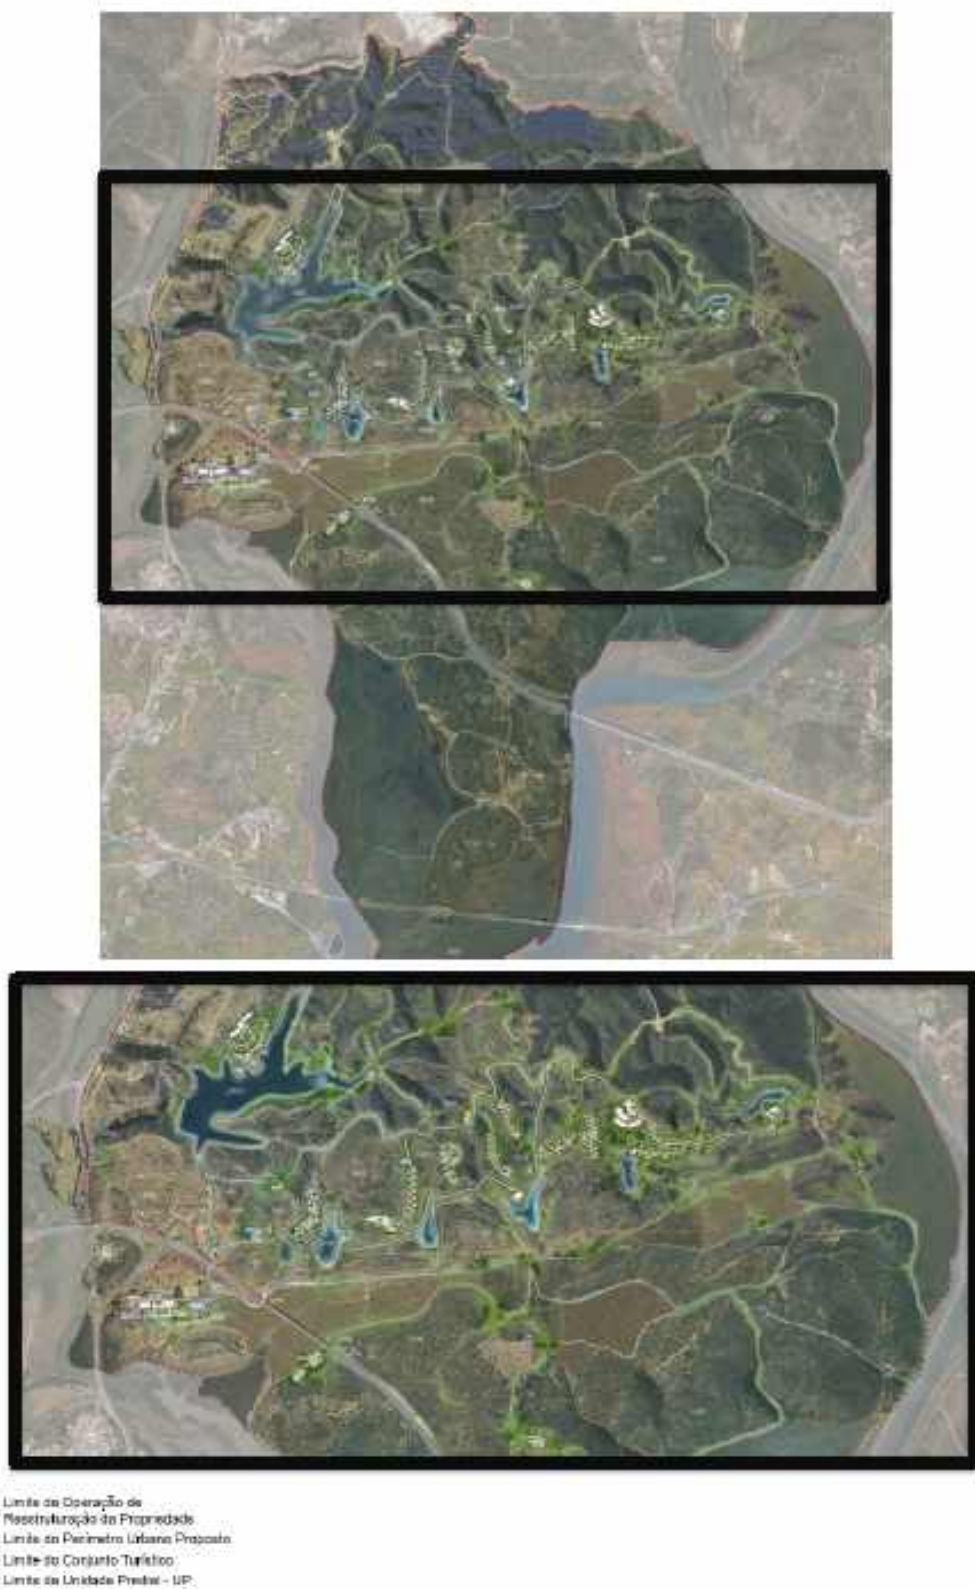 Limite da Operação de
Reestruturação da Propriedade
Limite do Perímetro Urbano Proposto
Limite do Conjunto Turístico
Limite da Unidade Predial - UP